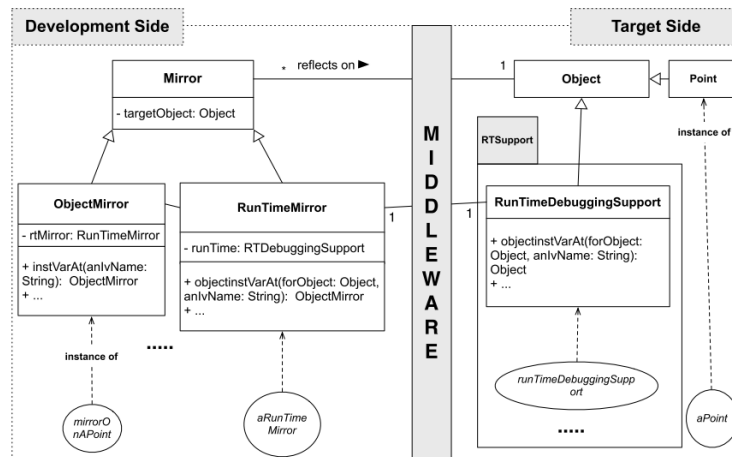 Development Side
Target Side
Mirror
- targetObject: Object
* reflects on ►
1
Object
Point
instance of
RTSupport
MIDDLEWARE
ObjectMirror
- rtMirror: RunTimeMirror
+ instVarAt(anIvName:
String): ObjectMirror
+ ...
RunTimeMirror
- runTime: RTDebuggingSupport
+ objectinstVarAt(forObject: Object,
anIvName: String): ObjectMirror
+ ...
1
1
RunTimeDebuggingSupport
+ objectinstVarAt(forObject:
Object, anIvName: String):
Object
+ ...
instance of
.....
mirrorO
nAPoint
aRunTime
Mirror
runTimeDebuggingSupp
ort
.....
aPoint